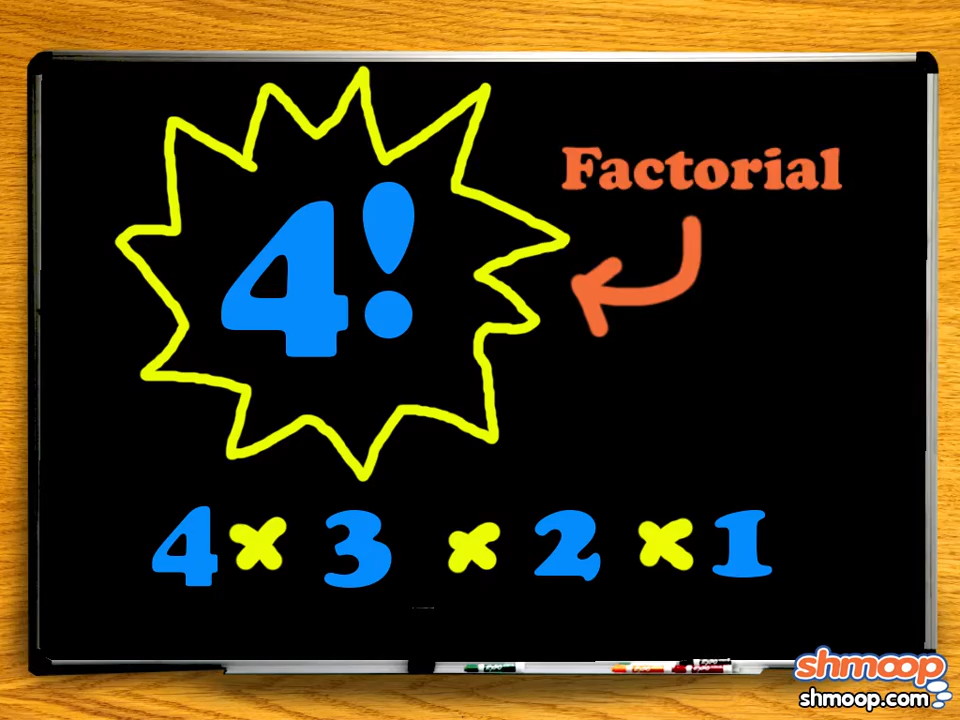 4!
Factorial
4 × 3 × 2 × 1
shmoop
shmoop.com